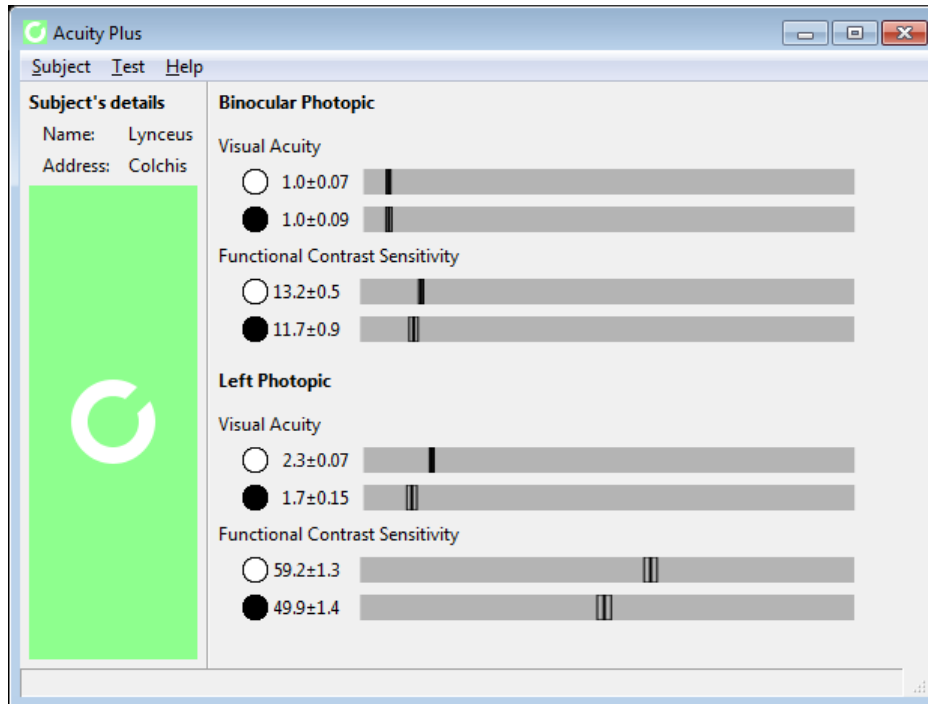 Acuity Plus
Subject Test Help
Subject's details
Name: Lynceus
Address: Colchis
Binocular Photopic
Visual Acuity
1.0±0.07
1.0±0.09
Functional Contrast Sensitivity
13.2±0.5
11.7±0.9
Left Photopic
Visual Acuity
2.3±0.07
1.7±0.15
Functional Contrast Sensitivity
59.2±1.3
49.9±1.4